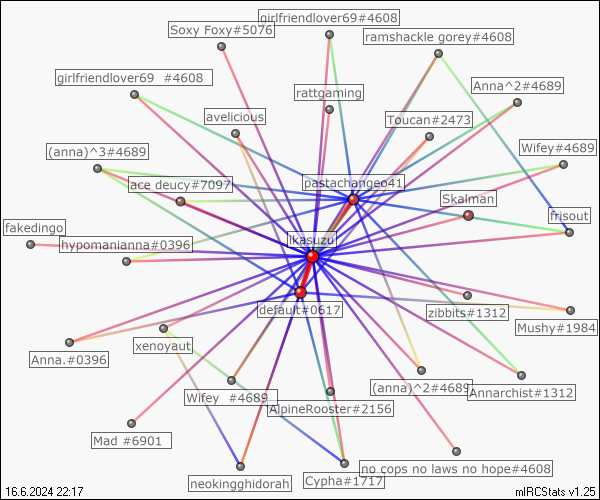 girlfriendlover69#4608
Soxy Foxy#5076
ramshackle gorey#4608
girlfriendlover69  #4608
rattgaming
Anna^2#4689
avelicious
Toucan#2473
(anna)^3#4689
Wifey#4689
ace deucy#7097
pastachangeo41
Skalman
frisout
fakedingo
hypomanianna#0396
ikasuzu
default#0617
zibbits#1312
Mushy#1984
Anna.#0396
xenoyaut
Wifey  #4689
(anna)^2#4689
Annarchist#1312
AlpineRooster#2156
Mad #6901
no cops no laws no hope#4608
neokingghidorah
Cypha#1717
16.6.2024 22:17
mIRCStats v1.25